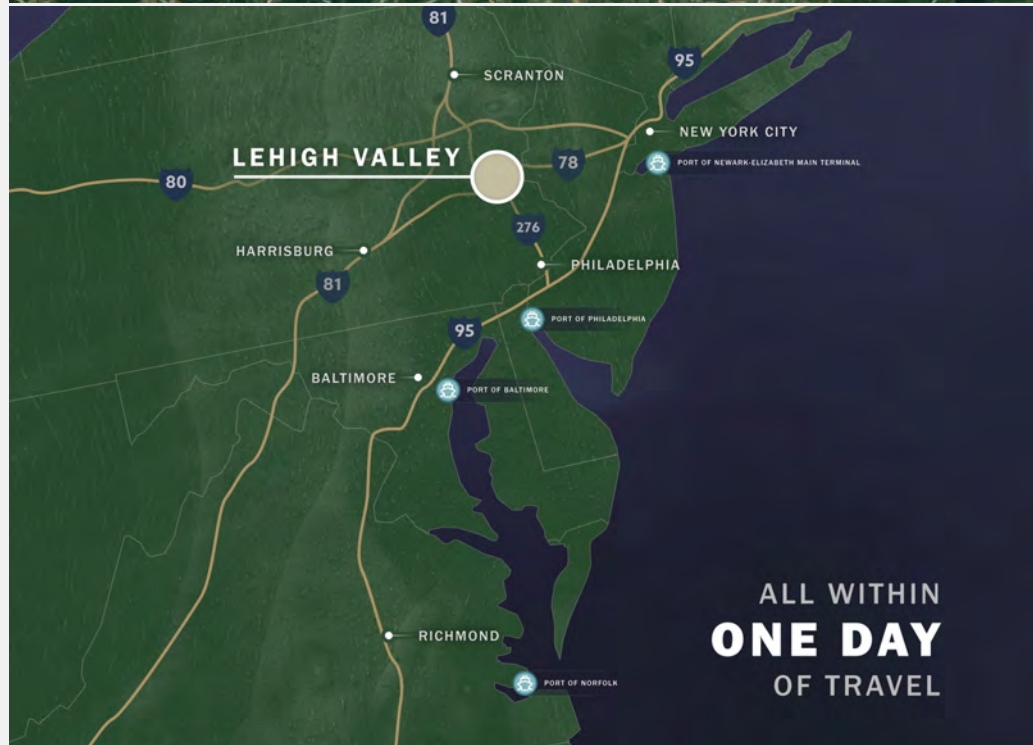 81
95
SCRANTON
NEW YORK CITY
LEHIGH VALLEY
78
PORT OF NEWARK-ELIZABETH MAIN TERMINAL
80
276
HARRISBURG
PHILADELPHIA
81
PORT OF PHILADELPHIA
95
BALTIMORE
PORT OF BALTIMORE
ALL WITHIN
ONE DAY
OF TRAVEL
RICHMOND
PORT OF NORFOLK